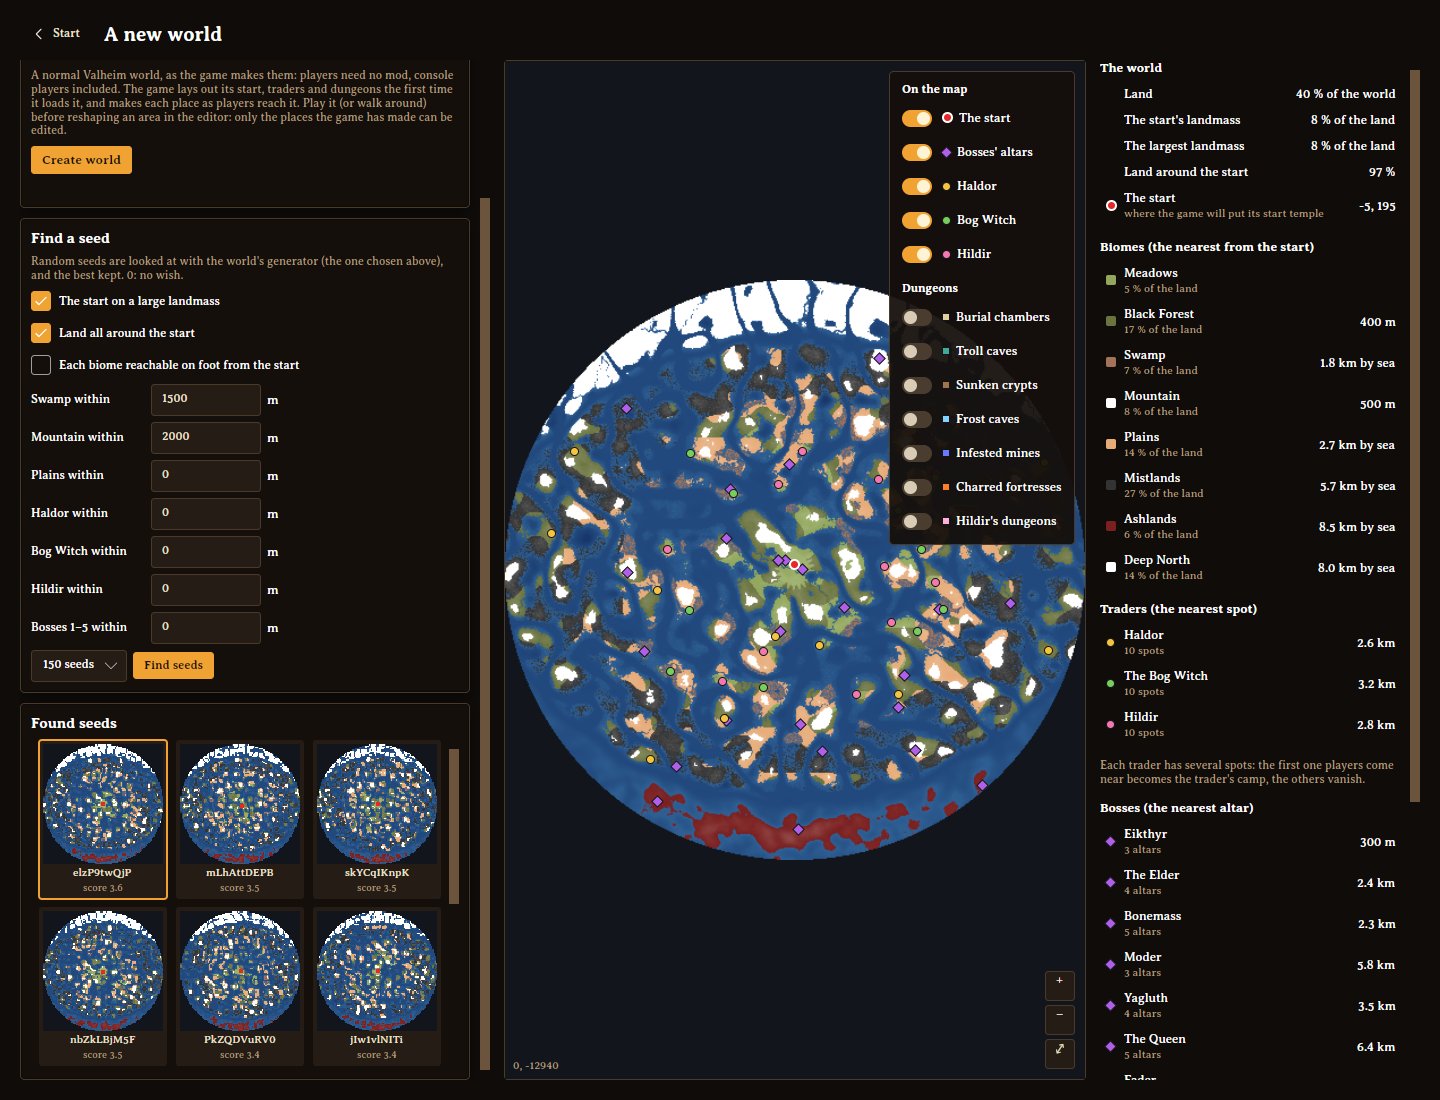 Start
A new world
A normal Valheim world, as the game makes them: players need no mod, console
players included. The game lays out its start, traders and dungeons the first time
it loads it, and makes each place as players reach it. Play it (or walk around)
before reshaping an area in the editor: only the places the game has made can be
edited.
Create world
Find a seed
Random seeds are looked at with the world's generator (the one chosen above),
and the best kept. 0: no wish.
The start on a large landmass
Land all around the start
Each biome reachable on foot from the start
Swamp within 1500 m
Mountain within 2000 m
Plains within 0 m
Haldor within 0 m
Bog Witch within 0 m
Hildir within 0 m
Bosses 1–5 within 0 m
150 seeds
Find seeds
Found seeds
elzP9twQjP
score 3.6
mLhAttDEPB
score 3.5
skYCqIKnpK
score 3.5
nbZkLBjM5F
score 3.5
PkZQDVuRV0
score 3.4
jIw1vlNITi
score 3.4
On the map
The start
Bosses' altars
Haldor
Bog Witch
Hildir
Dungeons
Burial chambers
Troll caves
Sunken crypts
Frost caves
Infested mines
Charred fortresses
Hildir's dungeons
+
−
0, -12940
The world
Land 40 % of the world
The start's landmass 8 % of the land
The largest landmass 8 % of the land
Land around the start 97 %
The start -5, 195
where the game will put its start temple
Biomes (the nearest from the start)
Meadows
5 % of the land
Black Forest 400 m
17 % of the land
Swamp 1.8 km by sea
7 % of the land
Mountain 500 m
8 % of the land
Plains 2.7 km by sea
14 % of the land
Mistlands 5.7 km by sea
27 % of the land
Ashlands 8.5 km by sea
6 % of the land
Deep North 8.0 km by sea
14 % of the land
Traders (the nearest spot)
Haldor 2.6 km
10 spots
The Bog Witch 3.2 km
10 spots
Hildir 2.8 km
10 spots
Each trader has several spots: the first one players come
near becomes the trader's camp, the others vanish.
Bosses (the nearest altar)
Eikthyr 300 m
3 altars
The Elder 2.4 km
4 altars
Bonemass 2.3 km
5 altars
Moder 5.8 km
3 altars
Yagluth 3.5 km
4 altars
The Queen 6.4 km
5 altars